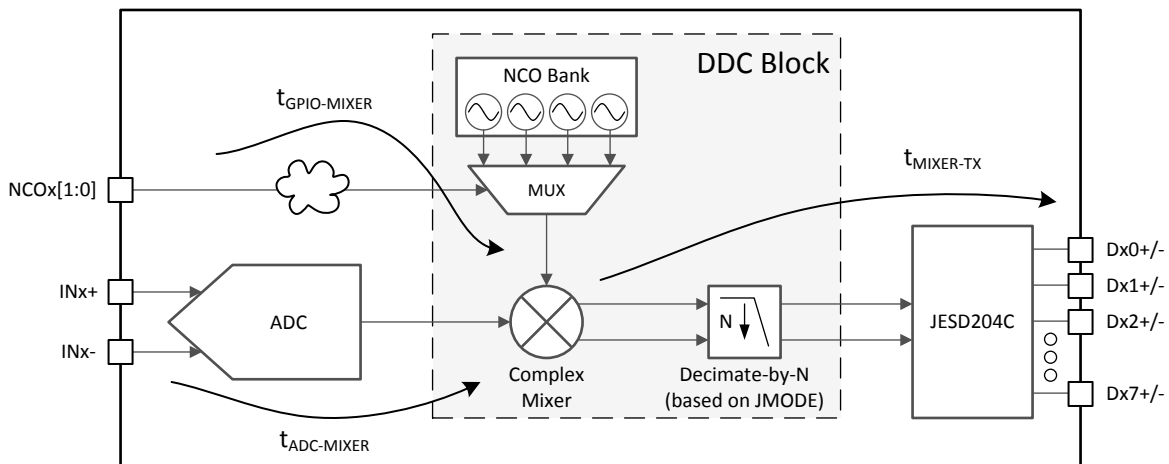 DDC Block
NCO Bank
tGPIO-MIXER
NCOx[1:0]
MUX
tMIXER-TX
INx+
INx-
ADC
Complex
Mixer
N
Decimate-by-N
(based on JMODE)
JESD204C
Dx0+/-
Dx1+/-
Dx2+/-
Dx7+/-
tADC-MIXER